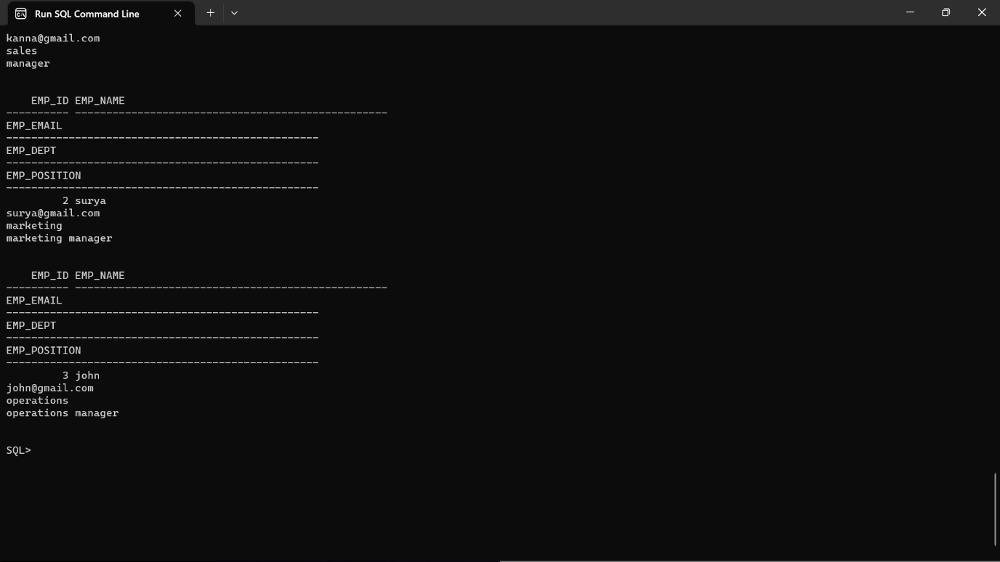 Run SQL Command Line
kanna@gmail.com
sales
manager
EMP_ID EMP_NAME
---------- --------------------------------------------------
EMP_EMAIL
--------------------------------------------------
EMP_DEPT
--------------------------------------------------
EMP_POSITION
--------------------------------------------------
2 surya
surya@gmail.com
marketing
marketing manager
EMP_ID EMP_NAME
---------- --------------------------------------------------
EMP_EMAIL
--------------------------------------------------
EMP_DEPT
--------------------------------------------------
EMP_POSITION
--------------------------------------------------
3 john
john@gmail.com
operations
operations manager
SQL>